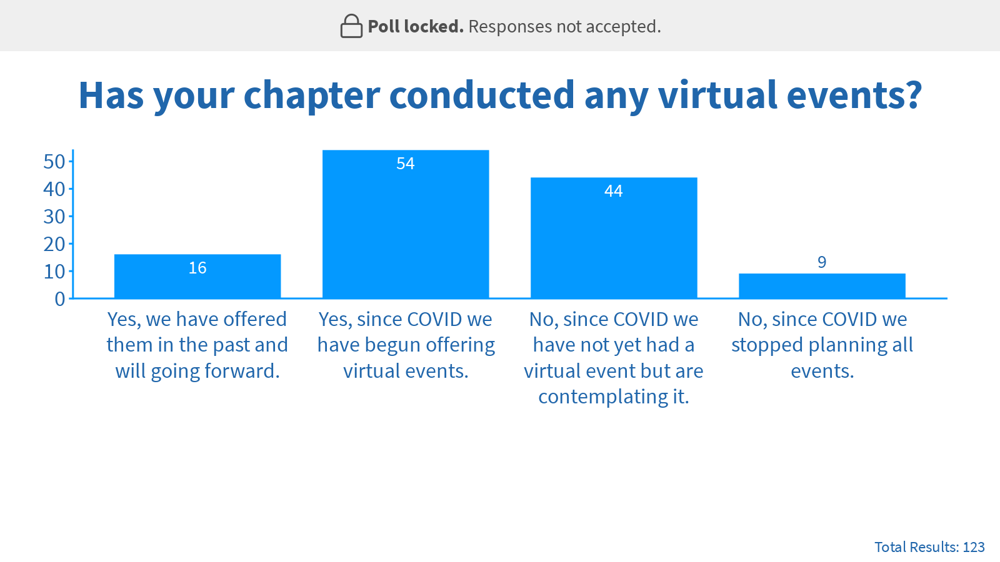 Poll locked. Responses not accepted.
Has your chapter conducted any virtual events?
50
40
30
20
10
0
16
54
44
9
Yes, we have offered
them in the past and
will going forward.
Yes, since COVID we
have begun offering
virtual events.
No, since COVID we
have not yet had a
virtual event but are
contemplating it.
No, since COVID we
stopped planning all
events.
Total Results: 123